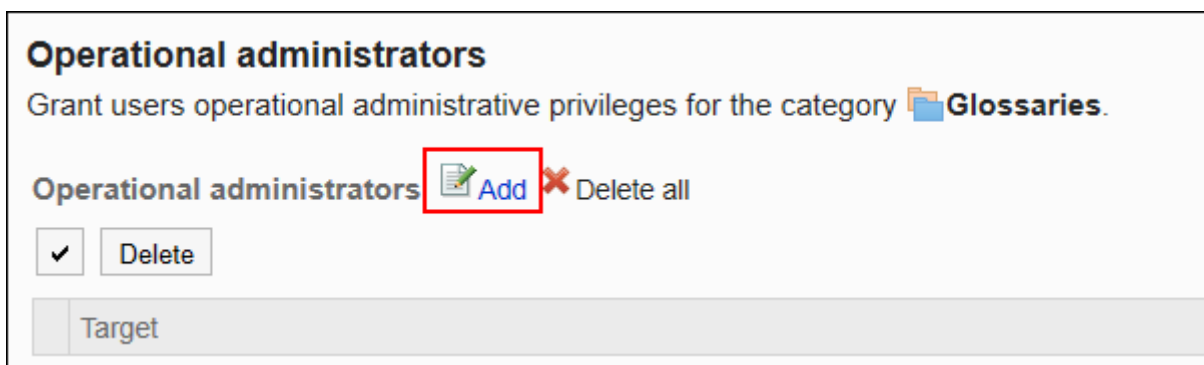 Operational administrators
Grant users operational administrative privileges for the category Glossaries.
Operational administrators Add Delete all
Delete
Target